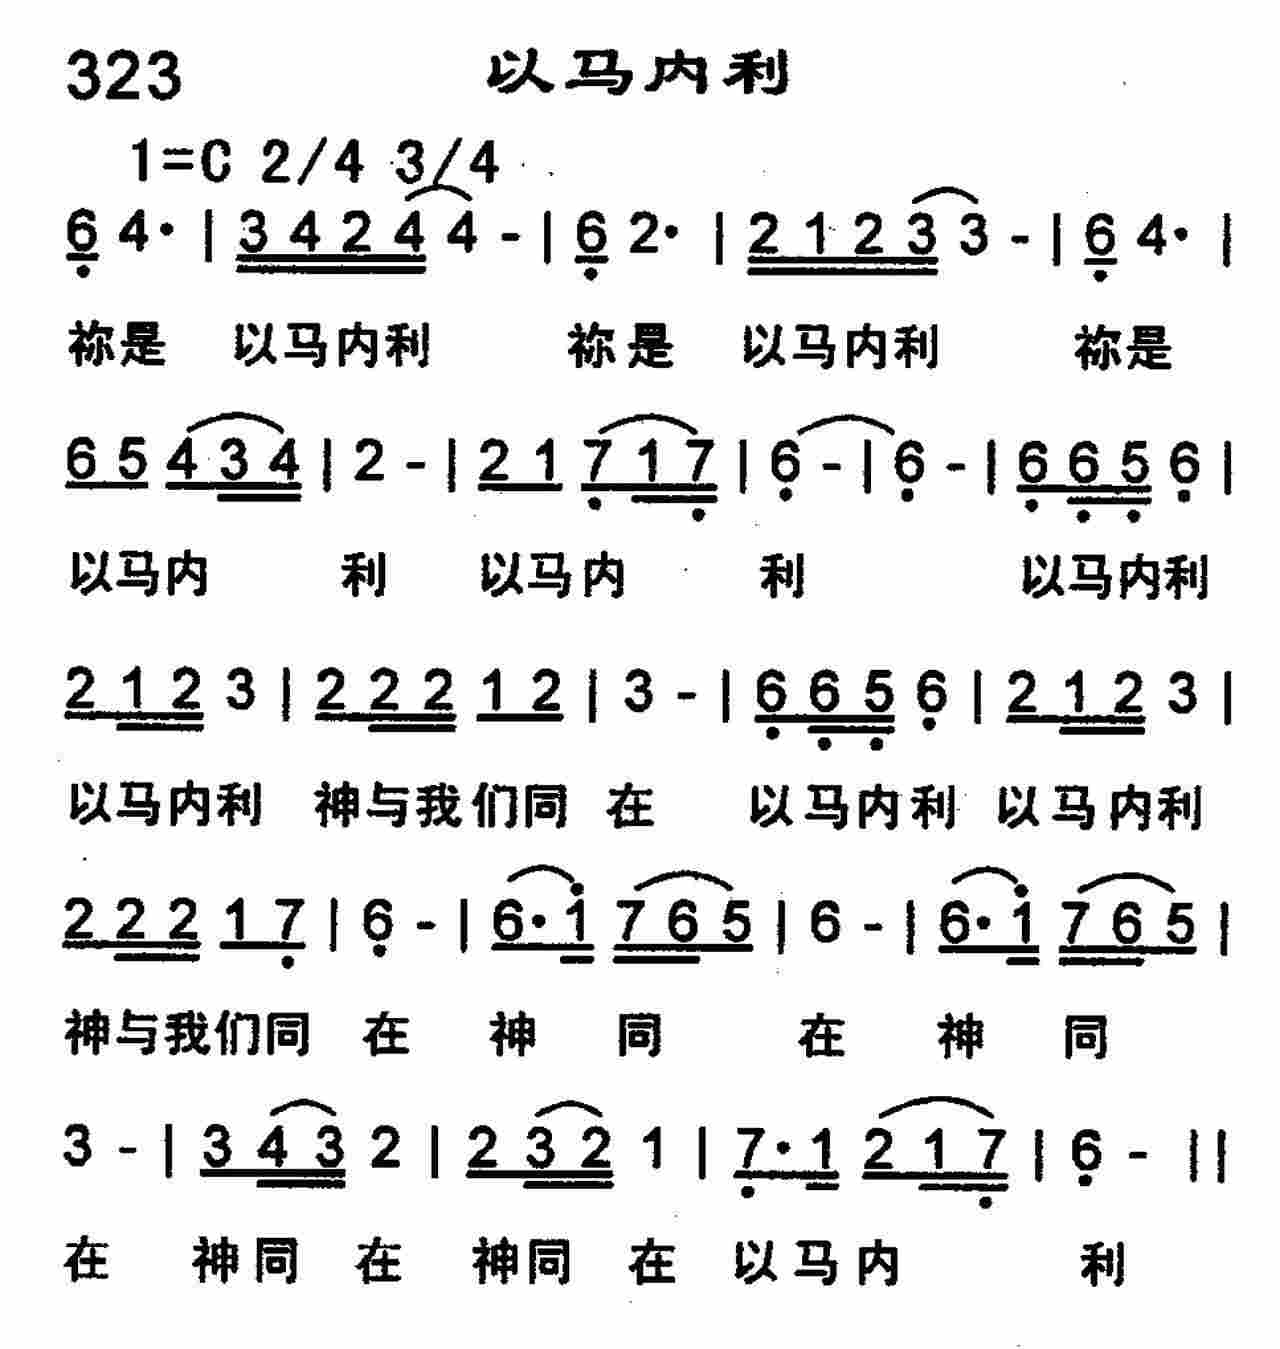 323 以马内利
1=C 2/4 3/4
6 4· | 3 4 2 4 4 - | 6 2· | 2 1 2 3 3 - | 6 4· |
祢是 以马内利 祢是 以马内利 祢是
6 5 4 3 4 | 2 - | 2 1 7 1 7 | 6 - | 6 - | 6 6 5 6 |
以马内 利 以马内 利 以马内利
2 1 2 3 | 2 2 2 1 2 | 3 - | 6 6 5 6 | 2 1 2 3 |
以马内利 神与我们同 在 以马内利 以马内利
2 2 2 1 7 | 6 - | 6· 1 7 6 5 | 6 - | 6· 1 7 6 5 |
神与我们同 在 神 同 在 神 同
3 - | 3 4 3 2 | 2 3 2 1 | 7· 1 2 1 7 | 6 - ||
在 神同 在 神同 在 以马内 利